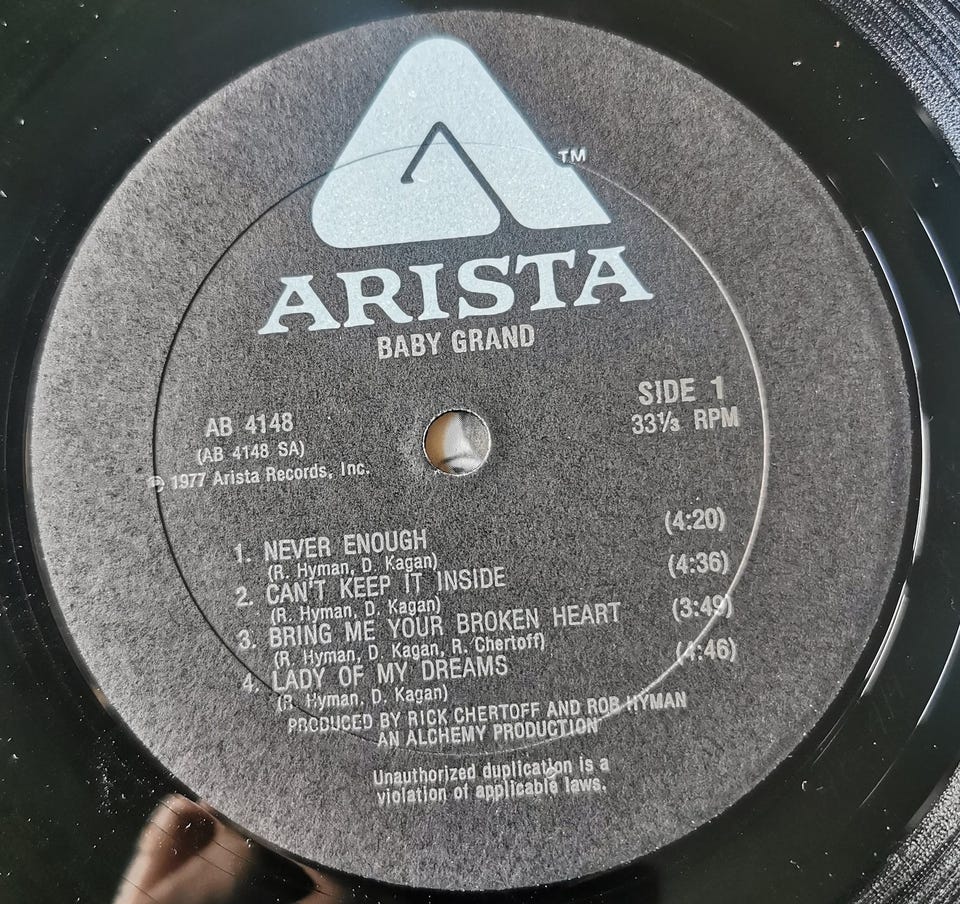 TM
ARISTA
BABY GRAND
SIDE 1
33⅓ RPM
AB 4148
(AB 4148 SA)
℗ 1977 Arista Records, Inc.
1. NEVER ENOUGH (4:20)
(R. Hyman, D. Kagan)
2. CAN'T KEEP IT INSIDE (4:36)
(R. Hyman, D. Kagan)
3. BRING ME YOUR BROKEN HEART (3:49)
(R. Hyman, D. Kagan, R. Chertoff)
4. LADY OF MY DREAMS (4:46)
(R. Hyman, D. Kagan)
PRODUCED BY RICK CHERTOFF AND ROB HYMAN
AN ALCHEMY PRODUCTION
Unauthorized duplication is a
violation of applicable laws.